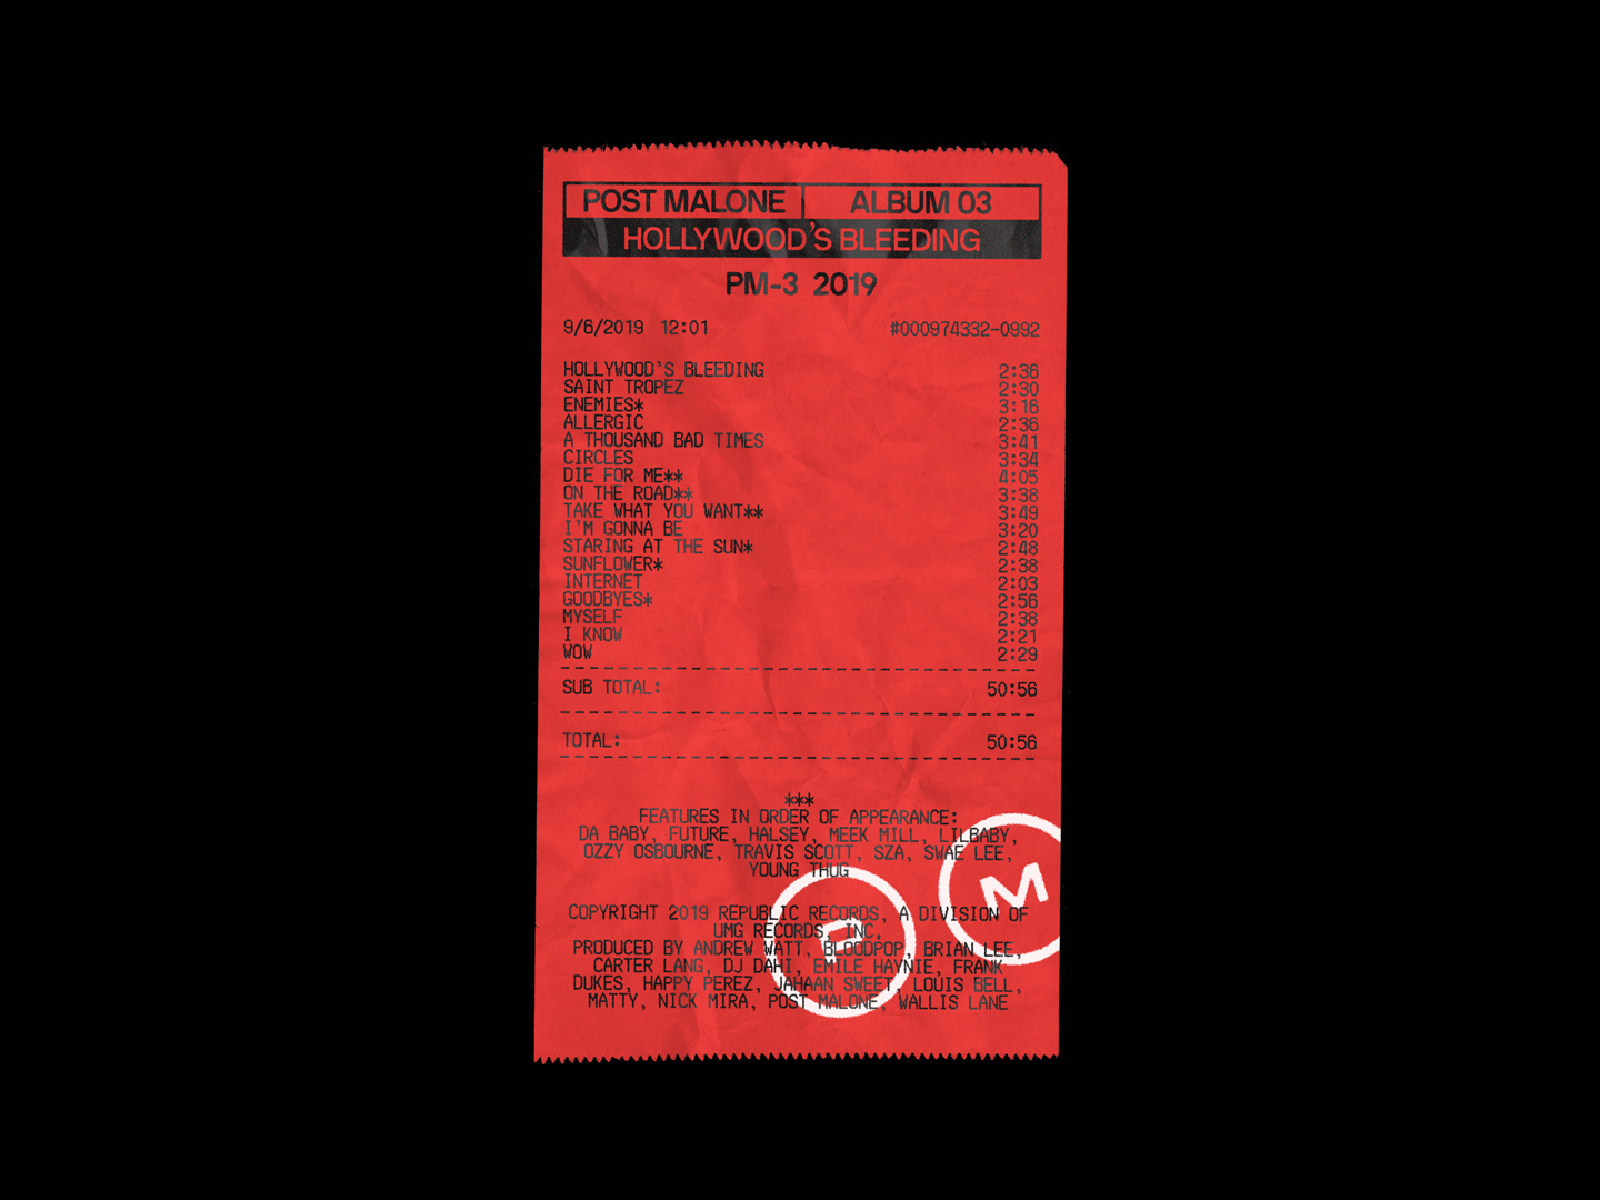 POST MALONE ALBUM 03
HOLLYWOOD'S BLEEDING
PM-3 2019
9/6/2019 12:01 #000974332-0992
HOLLYWOOD'S BLEEDING 2:36
SAINT TROPEZ 2:30
ENEMIES* 3:16
ALLERGIC 2:36
A THOUSAND BAD TIMES 3:41
CIRCLES 3:34
DIE FOR ME** 4:05
ON THE ROAD** 3:38
TAKE WHAT YOU WANT** 3:49
I'M GONNA BE 3:20
STARING AT THE SUN* 2:48
SUNFLOWER* 2:38
INTERNET 2:03
GOODBYES* 2:56
MYSELF 2:38
I KNOW 2:21
WOW 2:29
SUB TOTAL: 50:56
TOTAL: 50:56
***
FEATURES IN ORDER OF APPEARANCE:
DA BABY, FUTURE, HALSEY, MEEK MILL, LILBABY,
OZZY OSBOURNE, TRAVIS SCOTT, SZA, SWAE LEE,
YOUNG THUG
COPYRIGHT 2019 REPUBLIC RECORDS, A DIVISION OF
UMG RECORDS, INC,
PRODUCED BY ANDREW WATT, BLOODPOP, BRIAN LEE,
CARTER LANG, DJ DAHI, EMILE HAYNIE, FRANK
DUKES, HAPPY PEREZ, JAHAAN SWEET, LOUIS BELL,
MATTY, NICK MIRA, POST MALONE, WALLIS LANE
P
M